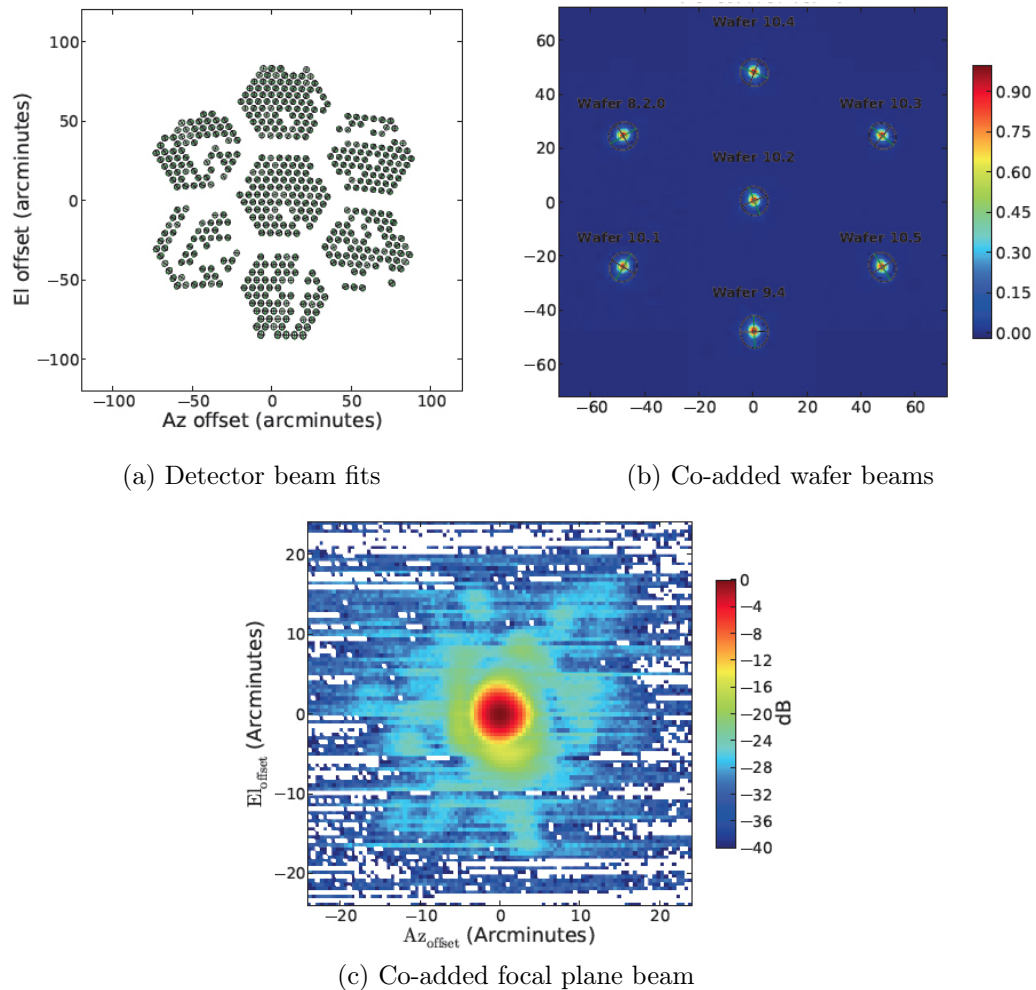 100
50
0
−50
−100
El offset (arcminutes)
−100 −50 0 50 100
Az offset (arcminutes)
(a) Detector beam fits
60
40
20
0
−20
−40
−60
Wafer 10.4
Wafer 8.2.0
Wafer 10.3
Wafer 10.2
Wafer 10.1
Wafer 10.5
Wafer 9.4
−60 −40 −20 0 20 40 60
0.90
0.75
0.60
0.45
0.30
0.15
0.00
(b) Co-added wafer beams
20
10
0
−10
−20
El_offset (Arcminutes)
−20 −10 0 10 20
Az_offset (Arcminutes)
0
−4
−8
−12
−16
−20
−24
−28
−32
−36
−40
dB
(c) Co-added focal plane beam